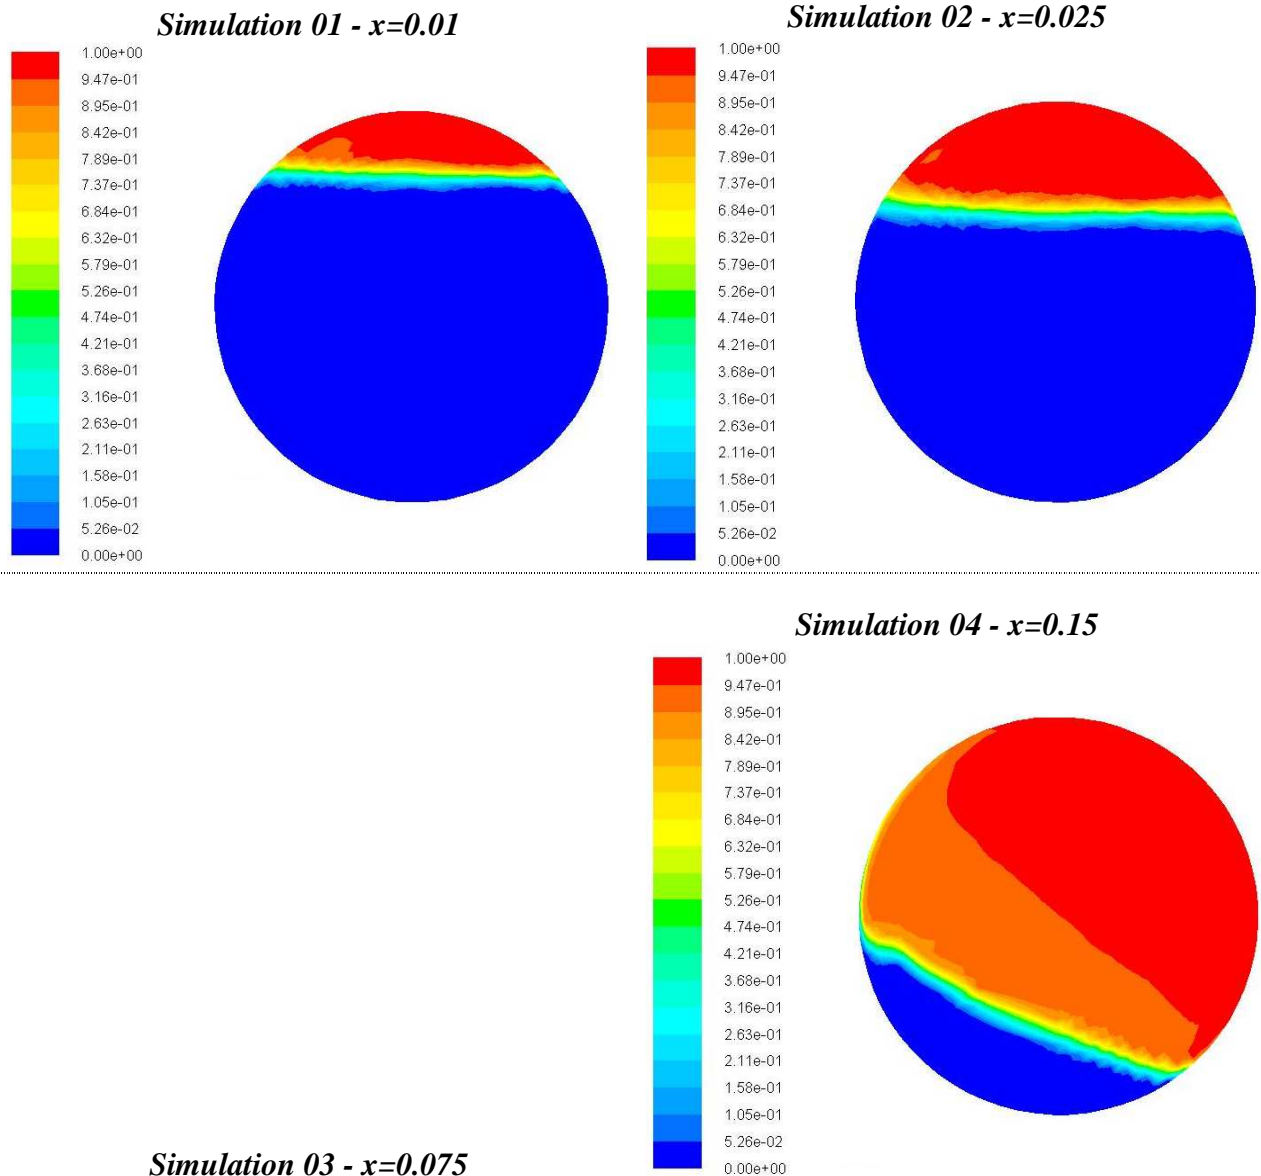 Simulation 01 - x=0.01
1.00e+00
9.47e-01
8.95e-01
8.42e-01
7.89e-01
7.37e-01
6.84e-01
6.32e-01
5.79e-01
5.26e-01
4.74e-01
4.21e-01
3.68e-01
3.16e-01
2.63e-01
2.11e-01
1.58e-01
1.05e-01
5.26e-02
0.00e+00
Simulation 02 - x=0.025
1.00e+00
9.47e-01
8.95e-01
8.42e-01
7.89e-01
7.37e-01
6.84e-01
6.32e-01
5.79e-01
5.26e-01
4.74e-01
4.21e-01
3.68e-01
3.16e-01
2.63e-01
2.11e-01
1.58e-01
1.05e-01
5.26e-02
0.00e+00
Simulation 04 - x=0.15
1.00e+00
9.47e-01
8.95e-01
8.42e-01
7.89e-01
7.37e-01
6.84e-01
6.32e-01
5.79e-01
5.26e-01
4.74e-01
4.21e-01
3.68e-01
3.16e-01
2.63e-01
2.11e-01
1.58e-01
1.05e-01
5.26e-02
0.00e+00
Simulation 03 - x=0.075